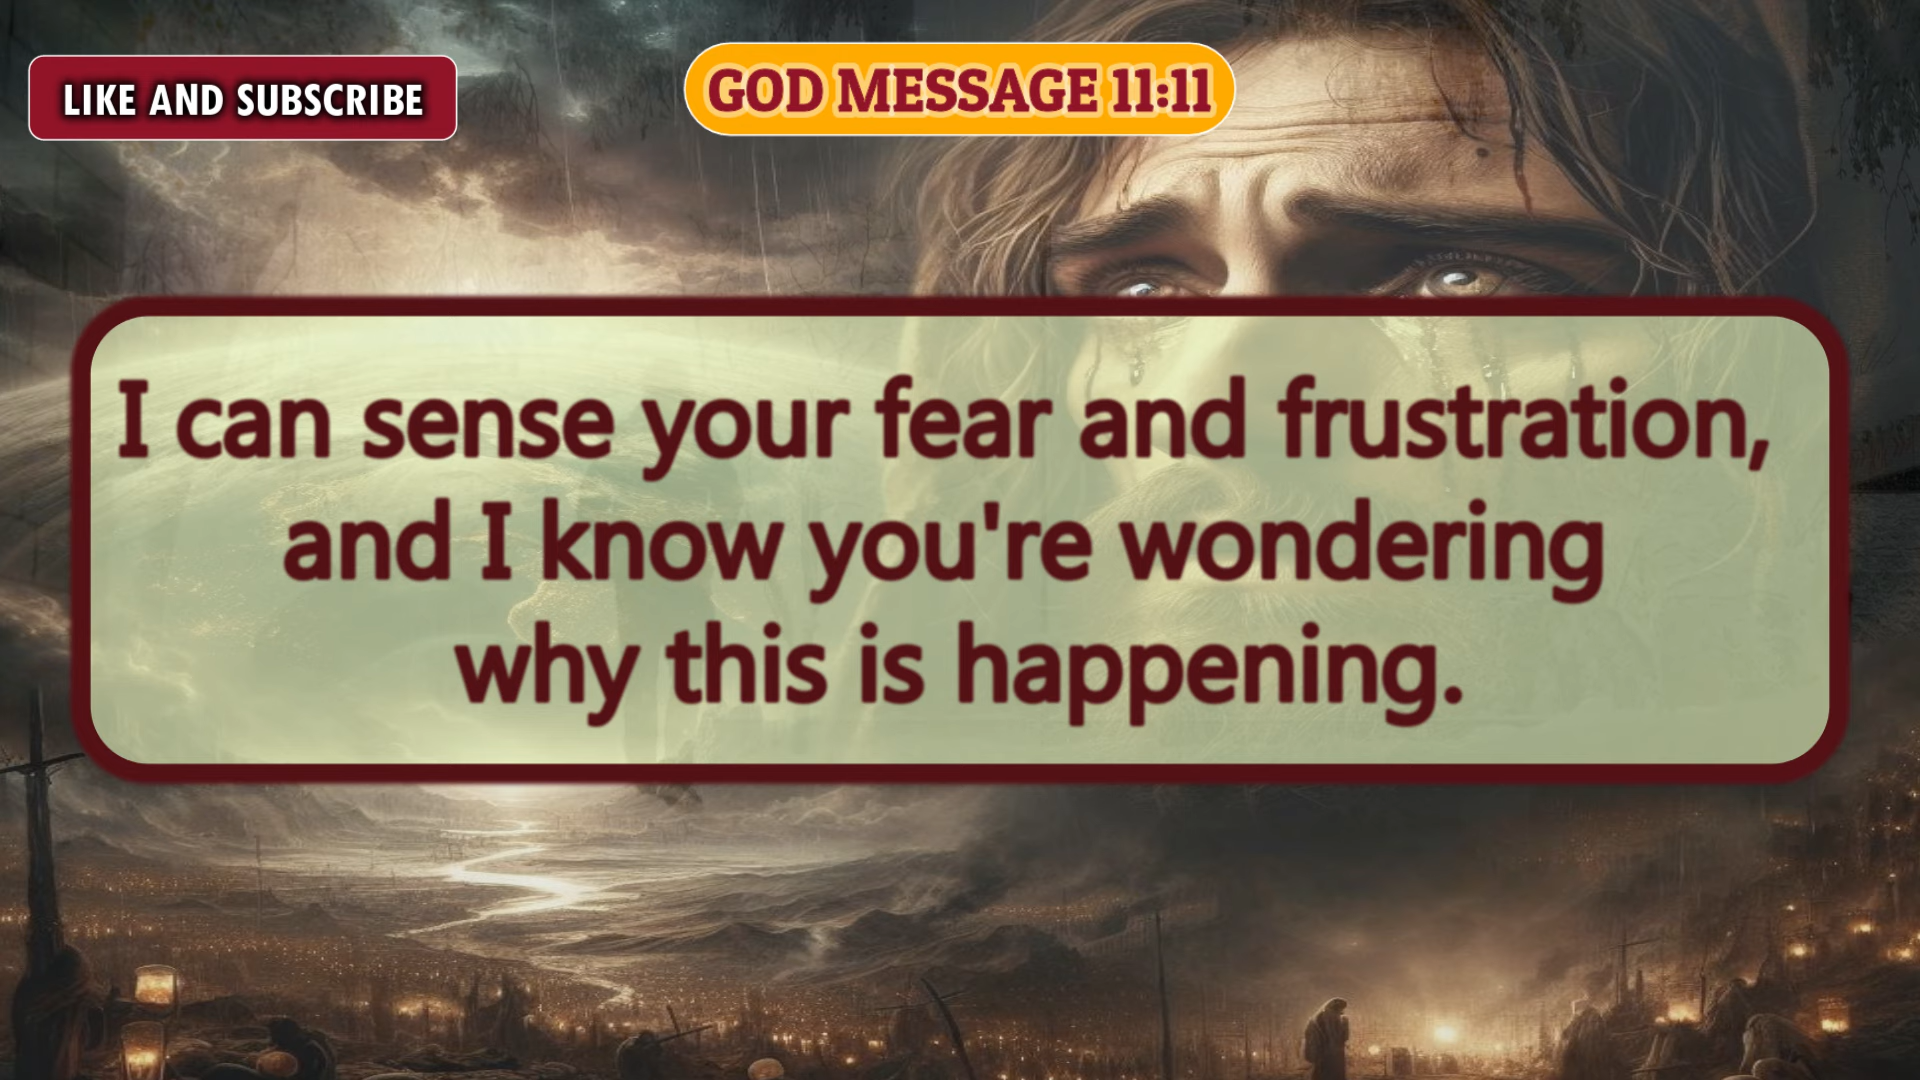 LIKE AND SUBSCRIBE
GOD MESSAGE 11:11
I can sense your fear and frustration,
and I know you're wondering
why this is happening.